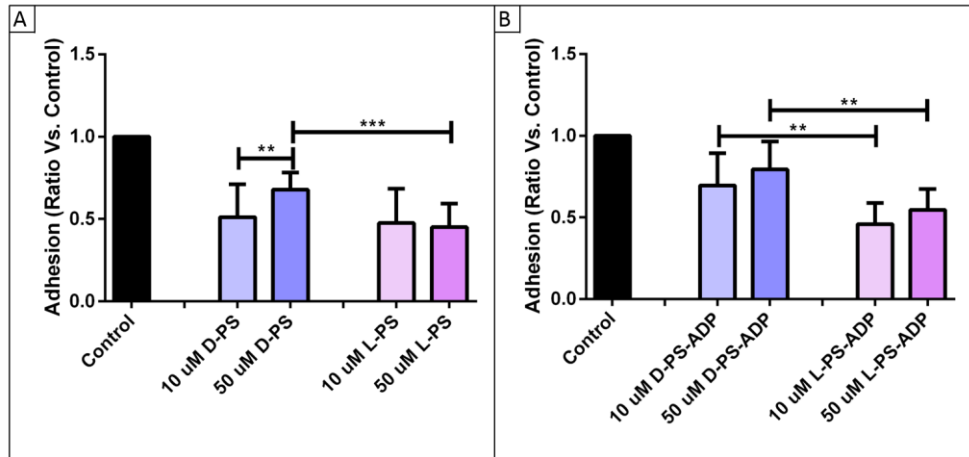 A
Adhesion (Ratio Vs. Control)
1.5
1.0
0.5
0.0
**
***
Control
10 uM D-PS
50 uM D-PS
10 uM L-PS
50 uM L-PS
B
Adhesion (Ratio Vs. Control)
1.5
1.0
0.5
0.0
**
**
Control
10 uM D-PS-ADP
50 uM D-PS-ADP
10 uM L-PS-ADP
50 uM L-PS-ADP